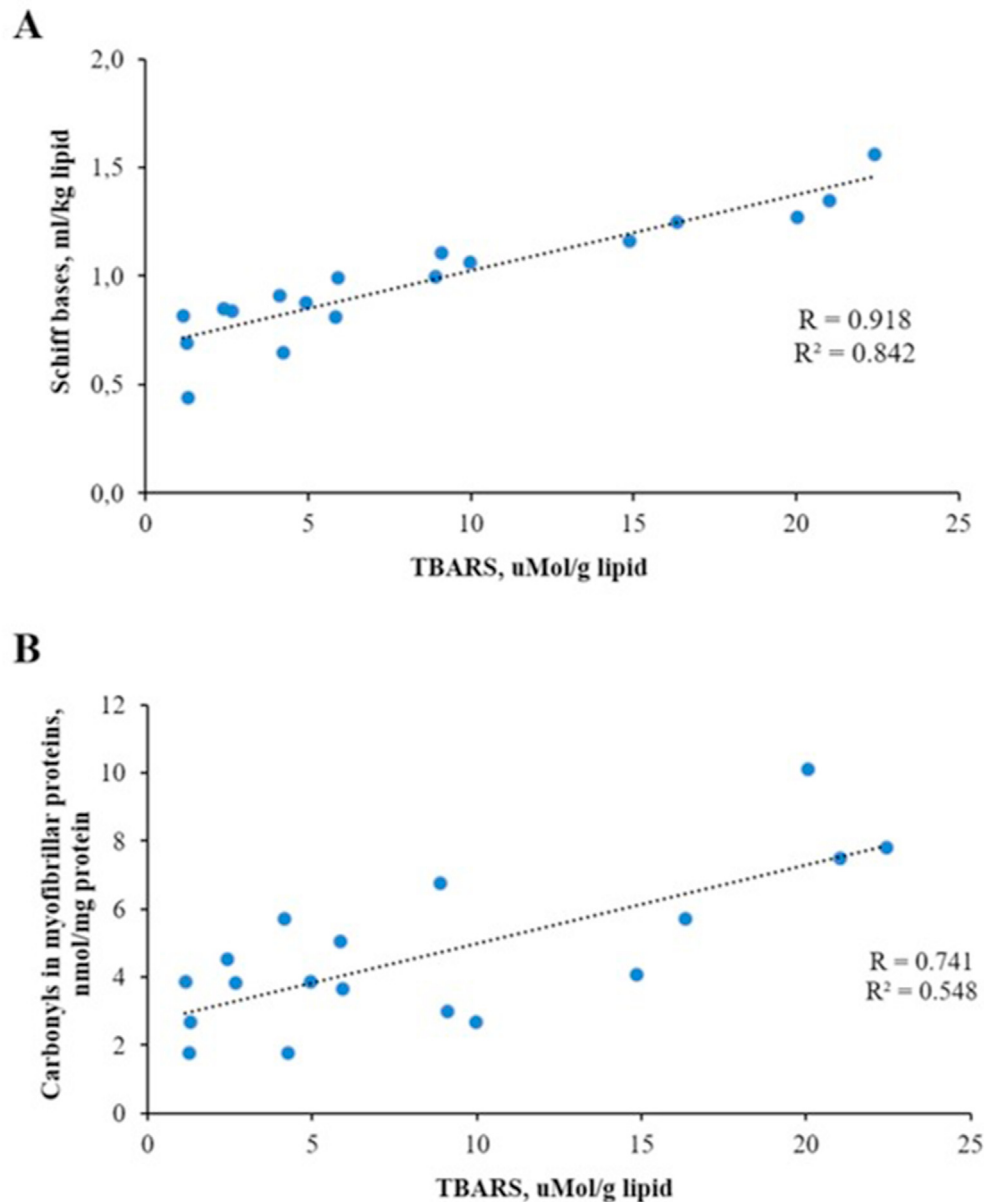 A
2,0
1,5
1,0
0,5
0,0
Schiff bases, ml/kg lipid
R = 0.918
R² = 0.842
0 5 10 15 20 25
TBARS, uMol/g lipid
B
12
10
8
6
4
2
0
Carbonyls in myofibrillar proteins,
nmol/mg protein
R = 0.741
R² = 0.548
0 5 10 15 20 25
TBARS, uMol/g lipid